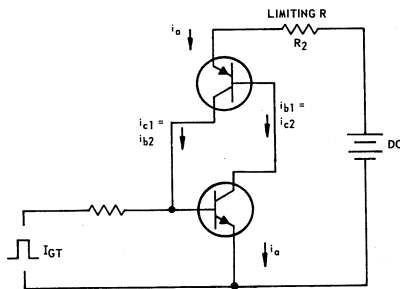 LIMITING R
R2
ia
ic1 =
ib2
ib1 =
ic2
DC
IGT
ia